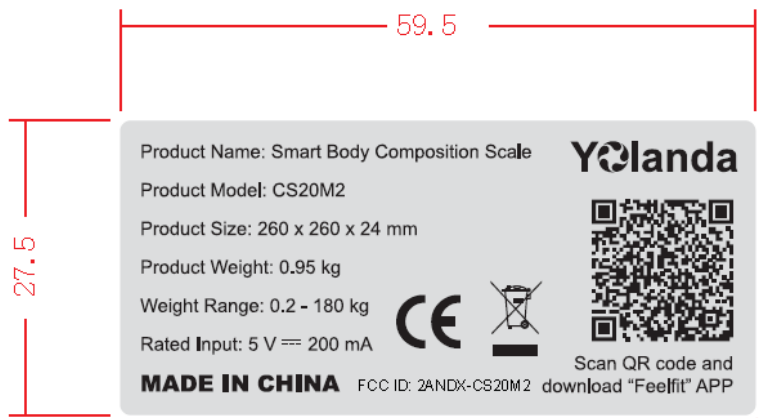 59.5
27.5
Product Name: Smart Body Composition Scale
Yolanda
Product Model: CS20M2
Product Size: 260 x 260 x 24 mm
Product Weight: 0.95 kg
Weight Range: 0.2 - 180 kg
Rated Input: 5 V ⎓ 200 mA
CE
Scan QR code and
download “Feelfit” APP
MADE IN CHINA FCC ID: 2ANDX-CS20M2